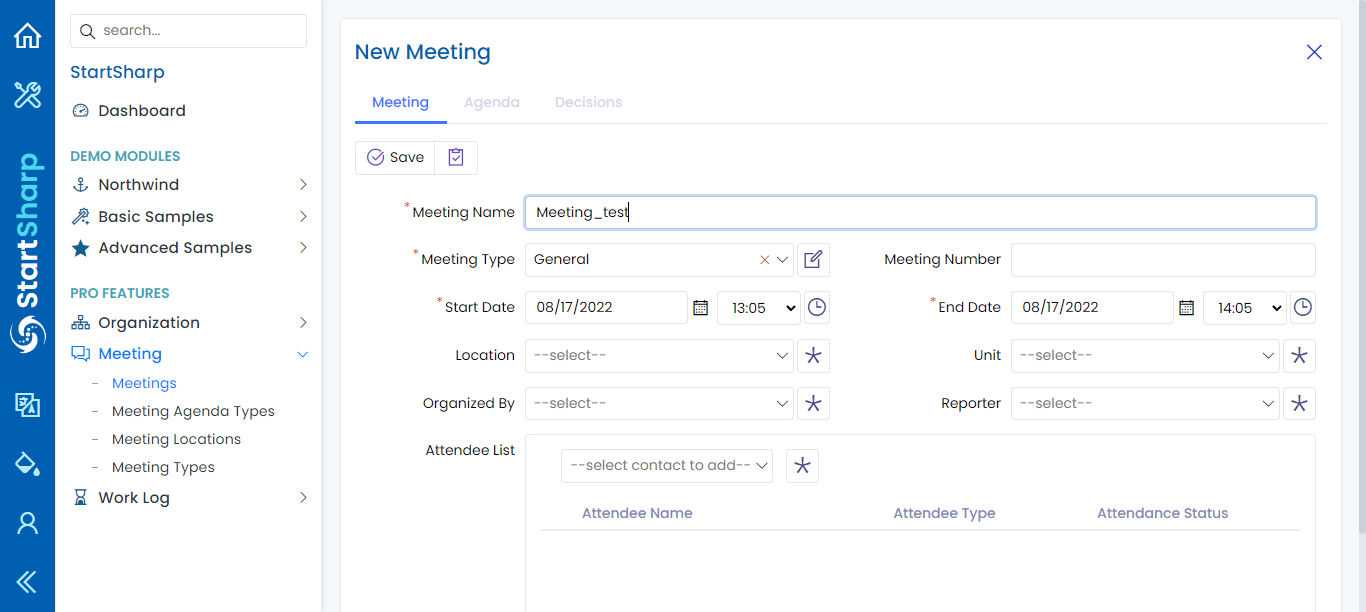 search...
StartSharp
Dashboard
DEMO MODULES
Northwind
Basic Samples
Advanced Samples
PRO FEATURES
Organization
Meeting
- Meetings
- Meeting Agenda Types
- Meeting Locations
- Meeting Types
Work Log
StartSharp
New Meeting
Meeting Agenda Decisions
Save
*Meeting Name Meeting_test
*Meeting Type General Meeting Number
*Start Date 08/17/2022 13:05 *End Date 08/17/2022 14:05
Location --select-- Unit --select--
Organized By --select-- Reporter --select--
Attendee List
--select contact to add--
Attendee Name Attendee Type Attendance Status